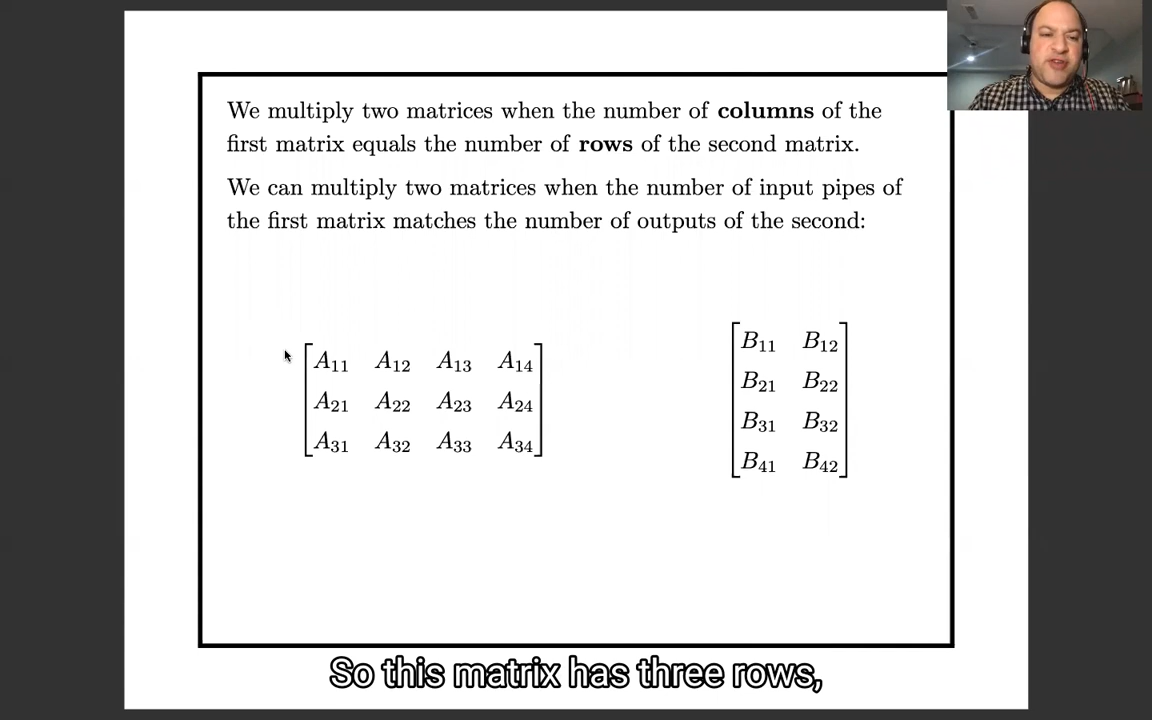 We multiply two matrices when the number of columns of the
first matrix equals the number of rows of the second matrix.
We can multiply two matrices when the number of input pipes of
the first matrix matches the number of outputs of the second:
A₁₁ A₁₂ A₁₃ A₁₄
A₂₁ A₂₂ A₂₃ A₂₄
A₃₁ A₃₂ A₃₃ A₃₄
B₁₁ B₁₂
B₂₁ B₂₂
B₃₁ B₃₂
B₄₁ B₄₂
So this matrix has three rows,